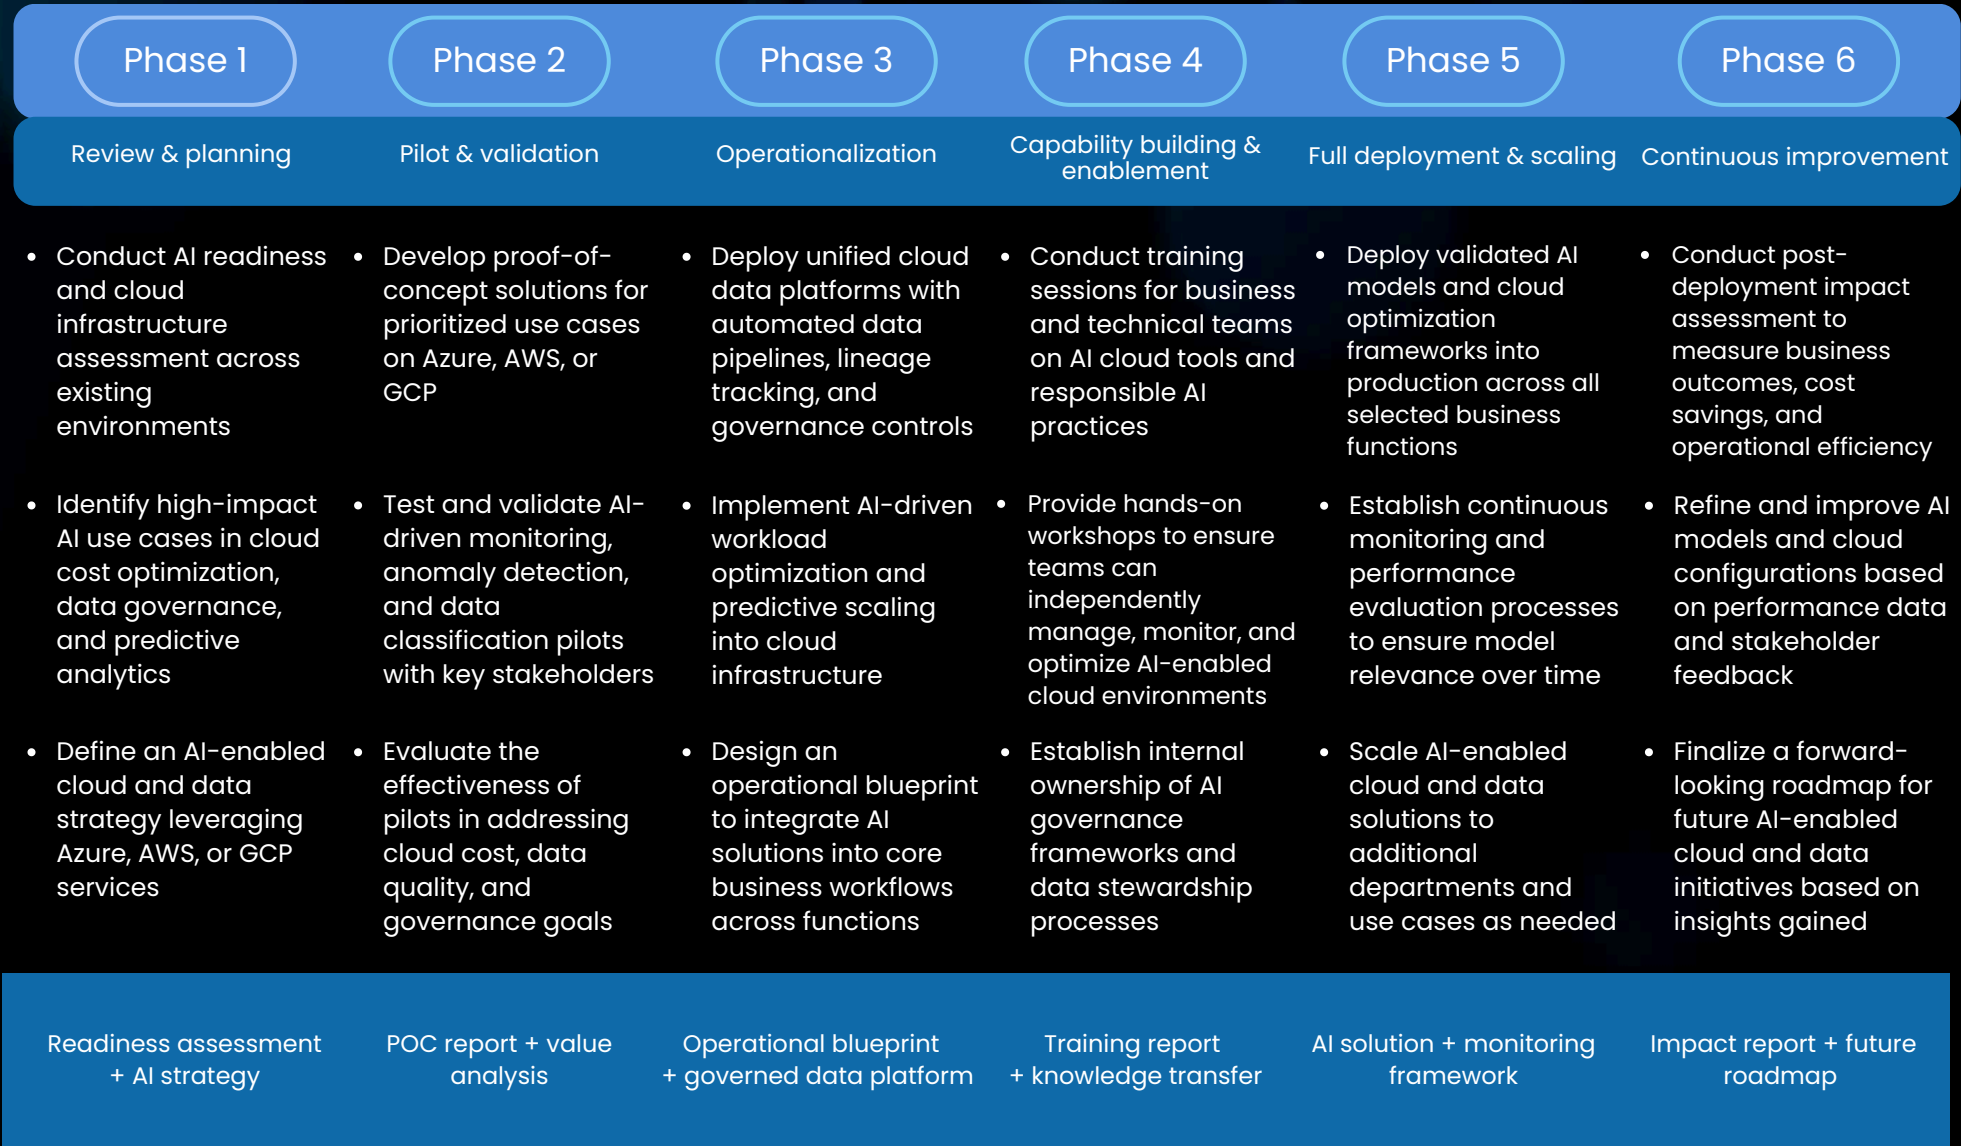 Phase 1
Phase 2
Phase 3
Phase 4
Phase 5
Phase 6
Review & planning
Pilot & validation
Operationalization
Capability building &
enablement
Full deployment & scaling
Continuous improvement
• Conduct AI readiness
and cloud
infrastructure
assessment across
existing
environments
• Identify high-impact
AI use cases in cloud
cost optimization,
data governance,
and predictive
analytics
• Define an AI-enabled
cloud and data
strategy leveraging
Azure, AWS, or GCP
services
• Develop proof-of-
concept solutions for
prioritized use cases
on Azure, AWS, or
GCP
• Test and validate AI-
driven monitoring,
anomaly detection,
and data
classification pilots
with key stakeholders
• Evaluate the
effectiveness of
pilots in addressing
cloud cost, data
quality, and
governance goals
• Deploy unified cloud
data platforms with
automated data
pipelines, lineage
tracking, and
governance controls
• Implement AI-driven
workload
optimization and
predictive scaling
into cloud
infrastructure
• Design an
operational blueprint
to integrate AI
solutions into core
business workflows
across functions
• Conduct training
sessions for business
and technical teams
on AI cloud tools and
responsible AI
practices
• Provide hands-on
workshops to ensure
teams can
independently
manage, monitor, and
optimize AI-enabled
cloud environments
• Establish internal
ownership of AI
governance
frameworks and
data stewardship
processes
• Deploy validated AI
models and cloud
optimization
frameworks into
production across all
selected business
functions
• Establish continuous
monitoring and
performance
evaluation processes
to ensure model
relevance over time
• Scale AI-enabled
cloud and data
solutions to
additional
departments and
use cases as needed
• Conduct post-
deployment impact
assessment to
measure business
outcomes, cost
savings, and
operational efficiency
• Refine and improve AI
models and cloud
configurations based
on performance data
and stakeholder
feedback
• Finalize a forward-
looking roadmap for
future AI-enabled
cloud and data
initiatives based on
insights gained
Readiness assessment
+ AI strategy
POC report + value
analysis
Operational blueprint
+ governed data platform
Training report
+ knowledge transfer
AI solution + monitoring
framework
Impact report + future
roadmap